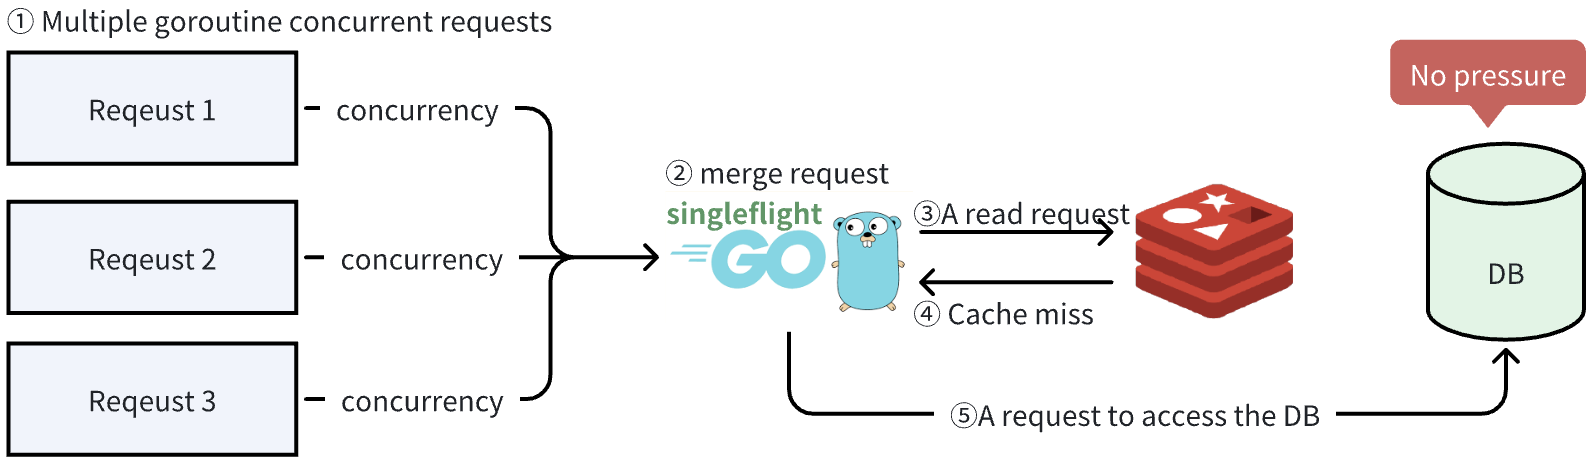 ① Multiple goroutine concurrent requests
Reqeust 1
concurrency
Reqeust 2
concurrency
Reqeust 3
concurrency
② merge request
singleflight
GO
③A read request
④ Cache miss
⑤A request to access the DB
No pressure
DB